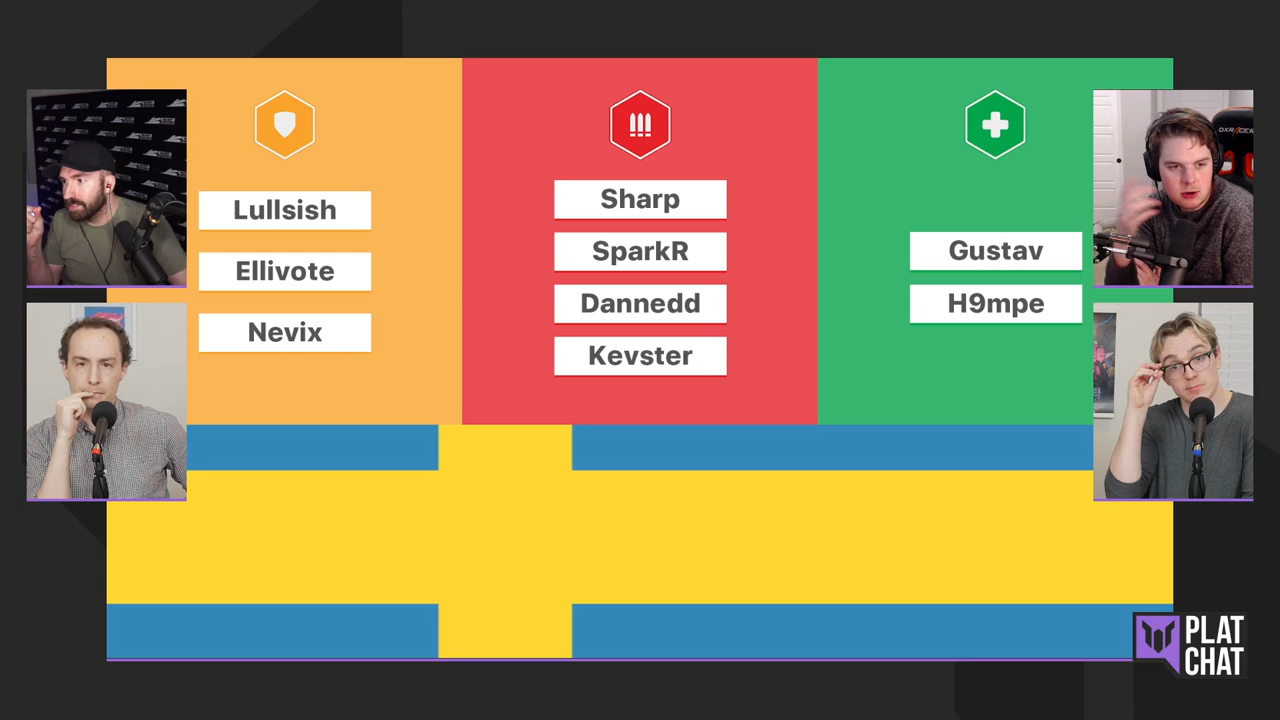 Lullsish
Ellivote
Nevix
Sharp
SparkR
Dannedd
Kevster
Gustav
H9mpe
PLAT
CHAT